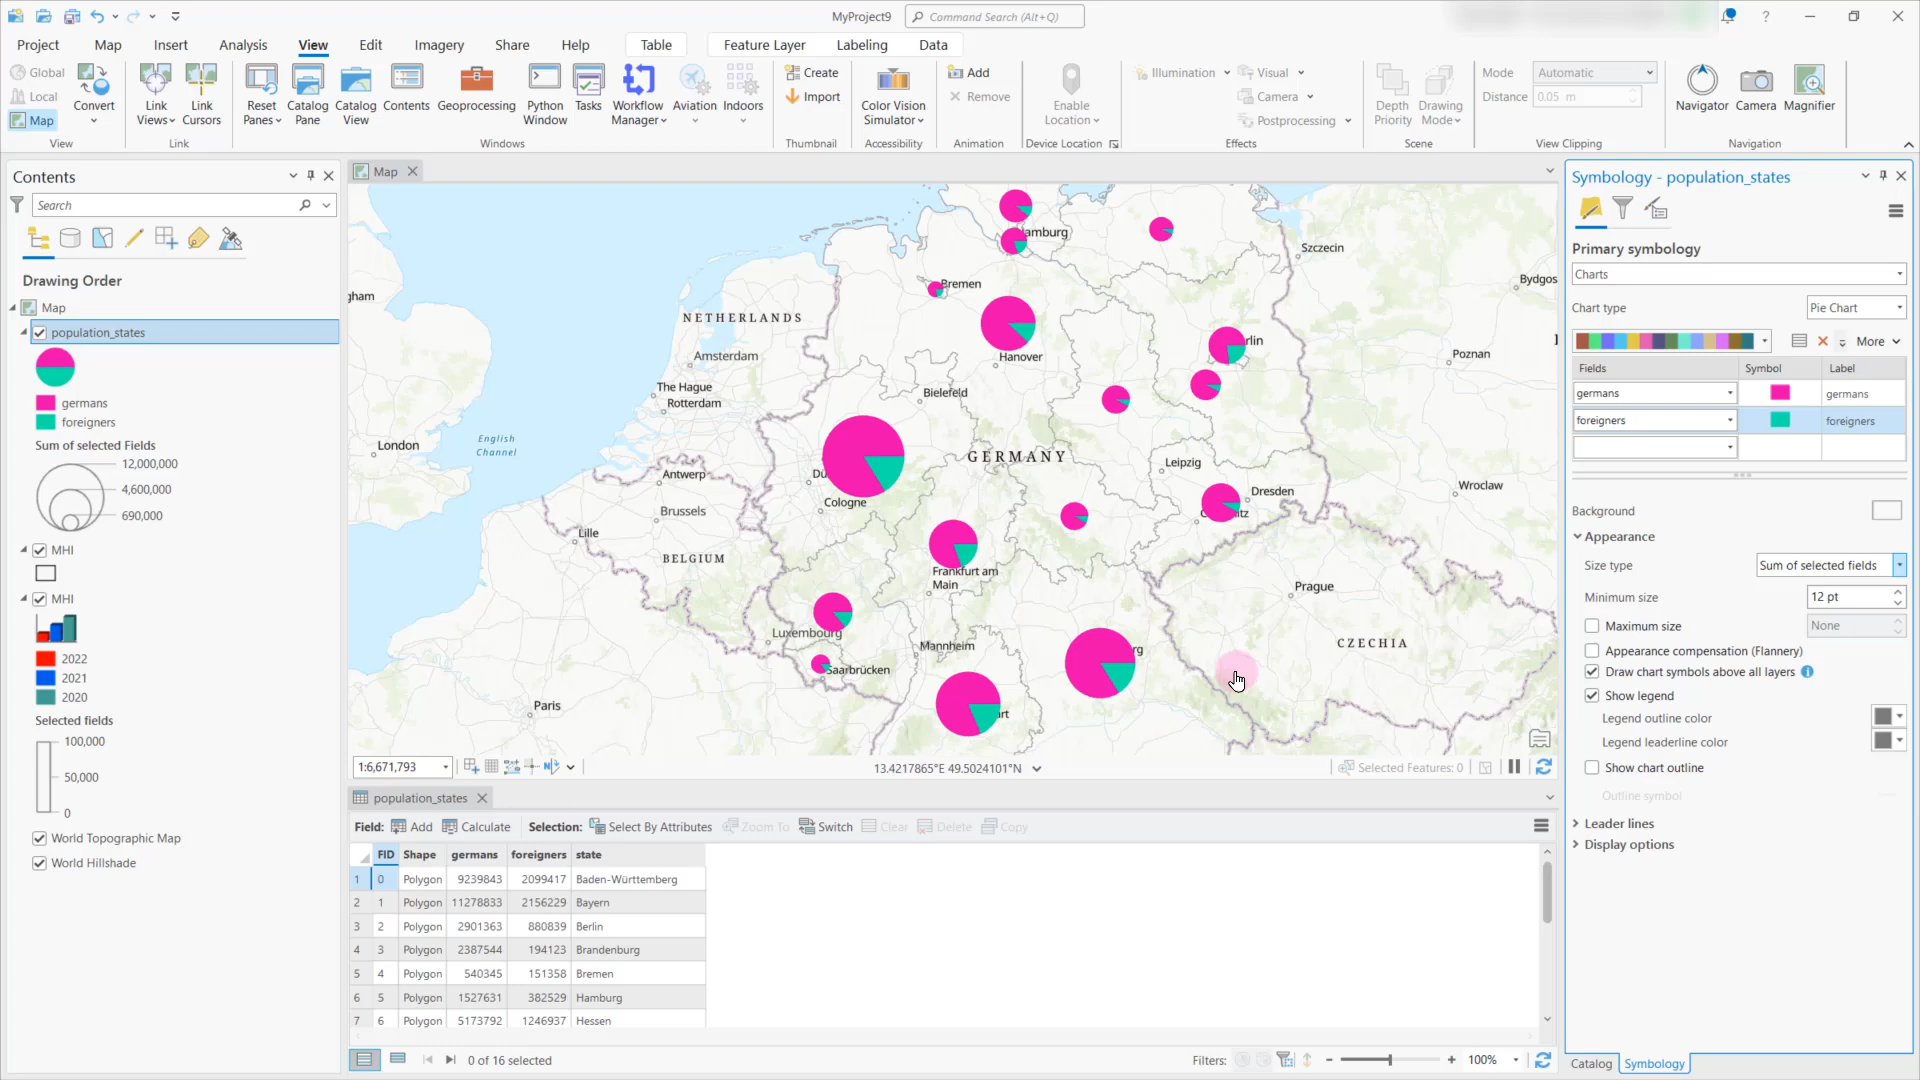 MyProject9
Command Search (Alt+Q)
Project Map Insert Analysis View Edit Imagery Share Help Table Feature Layer Labeling Data
Global
Local
Map
Convert
Link Views
Link Cursors
Reset Panes
Catalog Pane
Catalog View
Contents
Geoprocessing
Python Window
Tasks
Workflow Manager
Aviation
Indoors
Create
Import
Color Vision Simulator
Add
Remove
Enable Location
Illumination
Visual
Camera
Postprocessing
Depth Priority
Drawing Mode
Mode Automatic
Distance 0.05 m
Navigator
Camera
Magnifier
View Link Windows Thumbnail Accessibility Animation Device Location Effects Scene View Clipping Navigation
Contents
Search
Drawing Order
Map
population_states
germans
foreigners
Sum of selected Fields
12,000,000
4,600,000
690,000
MHI
MHI
2022
2021
2020
Selected fields
100,000
50,000
0
World Topographic Map
World Hillshade
Map
amburg
Szczecin
Bremen
Bydgos
gham
NETHERLANDS
rlin
Amsterdam
Hanover
Poznan
The Hague
Rotterdam
Bielefeld
English Channel
London
GERMANY
Leipzig
Antwerp
Dü
Wroclaw
Cologne
Dresden
Brussels
C
tz
Lille
BELGIUM
Frankfurt am Main
Prague
Luxembourg
Mannheim
rg
CZECHIA
Saarbrücken
Paris
rt
1:6,671,793
13.4217865°E 49.5024101°N
Selected Features: 0
population_states
Field: Add Calculate Selection: Select By Attributes Zoom To Switch Clear Delete Copy
FID Shape germans foreigners state
1 0 Polygon 9239843 2099417 Baden-Württemberg
2 1 Polygon 11278833 2156229 Bayern
3 2 Polygon 2901363 880839 Berlin
4 3 Polygon 2387544 194123 Brandenburg
5 4 Polygon 540345 151358 Bremen
6 5 Polygon 1527631 382529 Hamburg
7 6 Polygon 5173792 1246937 Hessen
0 of 16 selected
Filters:
100%
Symbology - population_states
Primary symbology
Charts
Chart type Pie Chart
More
Fields Symbol Label
germans germans
foreigners foreigners
Background
Appearance
Size type Sum of selected fields
Minimum size 12 pt
Maximum size None
Appearance compensation (Flannery)
Draw chart symbols above all layers
Show legend
Legend outline color
Legend leaderline color
Show chart outline
Outline symbol
Leader lines
Display options
Catalog Symbology